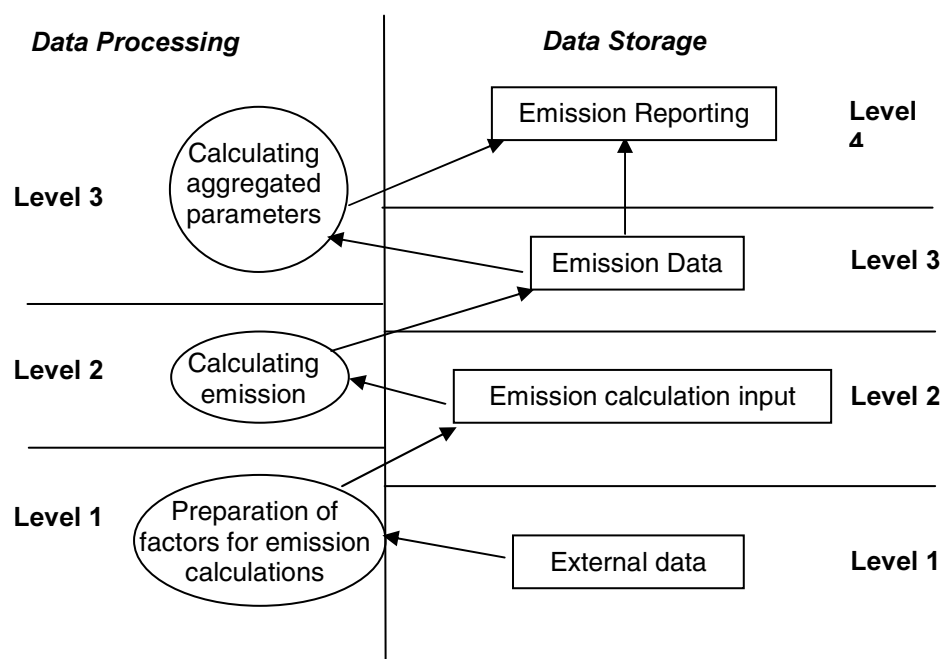 Data Processing
Data Storage
Emission Reporting
Level
4
Calculating
aggregated
parameters
Level 3
Emission Data
Level 3
Level 2
Calculating
emission
Emission calculation input
Level 2
Level 1
Preparation of
factors for emission
calculations
External data
Level 1